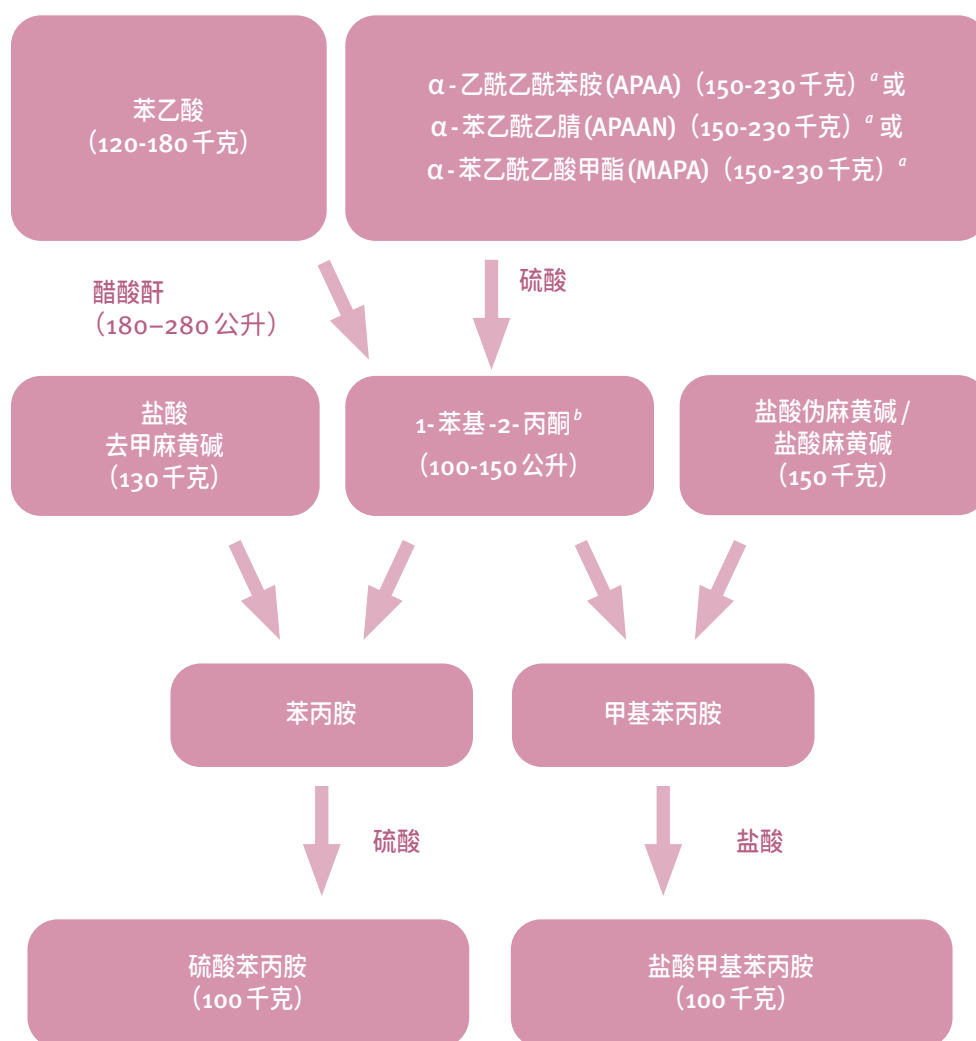 苯乙酸
（120-180 千克）
α-乙酰乙酰苯胺(APAA)（150-230 千克）a 或
α-苯乙酰乙腈(APAAN)（150-230 千克）a 或
α-苯乙酰乙酸甲酯(MAPA)（150-230 千克）a
醋酸酐
（180–280 公升）
硫酸
盐酸
去甲麻黄碱
（130 千克）
1-苯基-2-丙酮b
（100-150 公升）
盐酸伪麻黄碱/
盐酸麻黄碱
（150 千克）
苯丙胺
甲基苯丙胺
硫酸
盐酸
硫酸苯丙胺
（100 千克）
盐酸甲基苯丙胺
（100 千克）